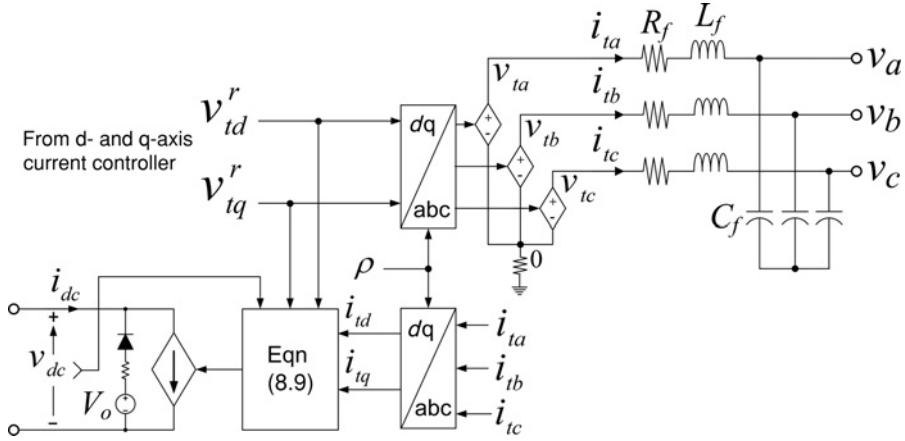 i_ta R_f L_f v_a
v_ta
i_tb v_b
v^r_td
v_tb
dq
From d- and q-axis
current controller
i_tc v_c
v_tc
v^r_tq
abc
C_f
ρ
0
i_dc
i_td
dq
i_ta
+
v_dc
Eqn
(8.9)
i_tq
i_tb
V_o
abc
i_tc
-